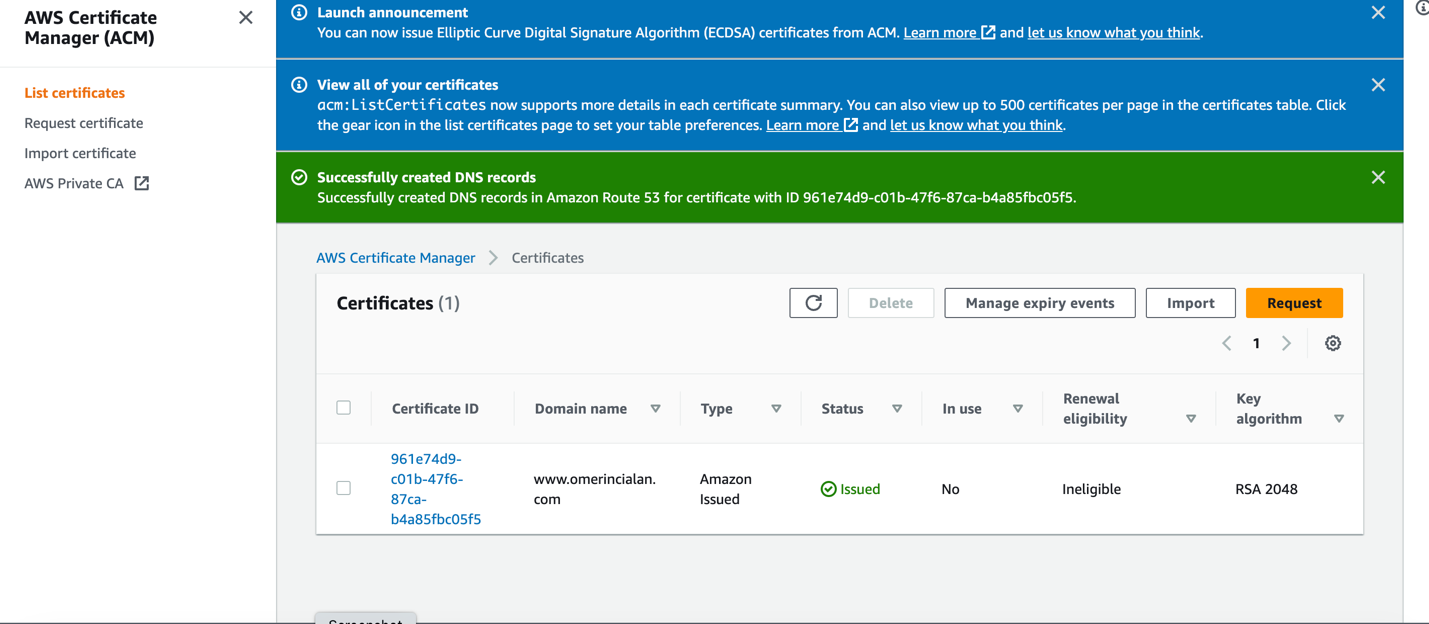 AWS Certificate
Manager (ACM)
List certificates
Request certificate
Import certificate
AWS Private CA
Launch announcement
You can now issue Elliptic Curve Digital Signature Algorithm (ECDSA) certificates from ACM. Learn more and let us know what you think.
View all of your certificates
acm:ListCertificates now supports more details in each certificate summary. You can also view up to 500 certificates per page in the certificates table. Click
the gear icon in the list certificates page to set your table preferences. Learn more and let us know what you think.
Successfully created DNS records
Successfully created DNS records in Amazon Route 53 for certificate with ID 961e74d9-c01b-47f6-87ca-b4a85fbc05f5.
AWS Certificate Manager > Certificates
Certificates (1)
Delete
Manage expiry events
Import
Request
1
Certificate ID
Domain name
Type
Status
In use
Renewal
eligibility
Key
algorithm
961e74d9-
c01b-47f6-
87ca-
b4a85fbc05f5
www.omerincialan.
com
Amazon
Issued
Issued
No
Ineligible
RSA 2048
Screenshot